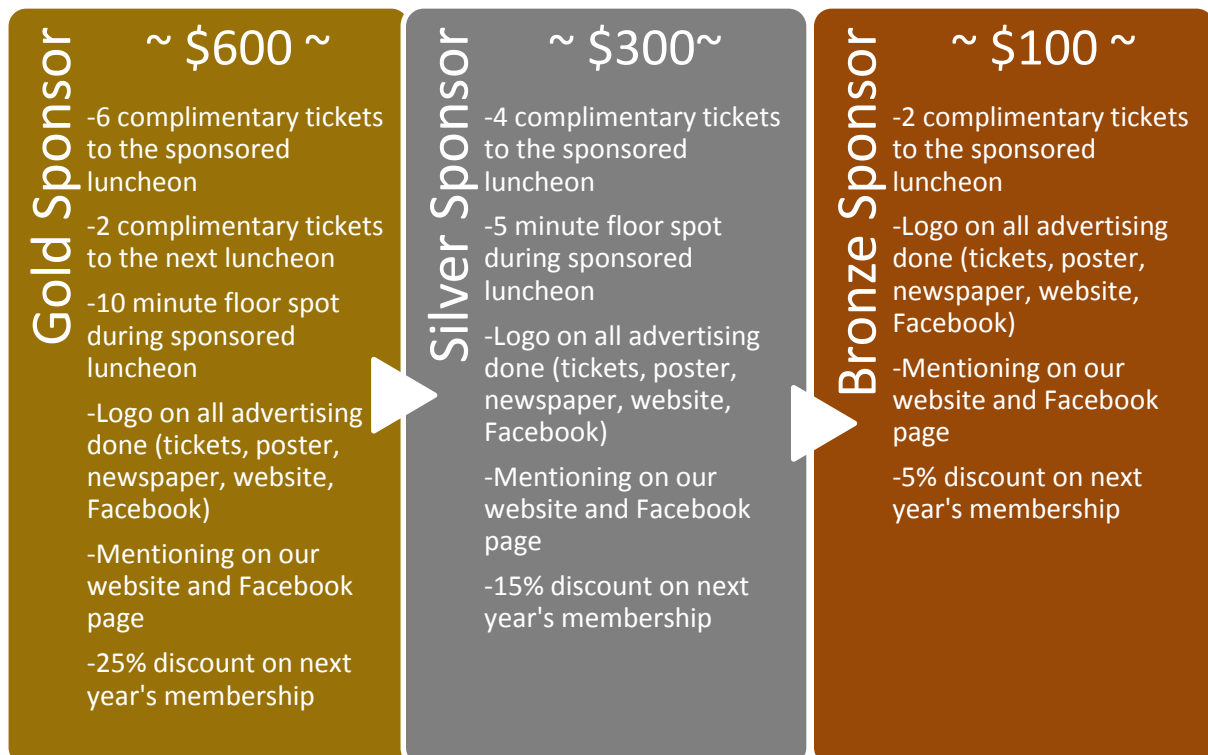 Gold Sponsor
~ $600 ~
-6 complimentary tickets
to the sponsored
luncheon
-2 complimentary tickets
to the next luncheon
-10 minute floor spot
during sponsored
luncheon
-Logo on all advertising
done (tickets, poster,
newspaper, website,
Facebook)
-Mentioning on our
website and Facebook
page
-25% discount on next
year's membership
Silver Sponsor
~ $300~
-4 complimentary tickets
to the sponsored
luncheon
-5 minute floor spot
during sponsored
luncheon
-Logo on all advertising
done (tickets, poster,
newspaper, website,
Facebook)
-Mentioning on our
website and Facebook
page
-15% discount on next
year's membership
Bronze Sponsor
~ $100 ~
-2 complimentary tickets
to the sponsored
luncheon
-Logo on all advertising
done (tickets, poster,
newspaper, website,
Facebook)
-Mentioning on our
website and Facebook
page
-5% discount on next
year's membership